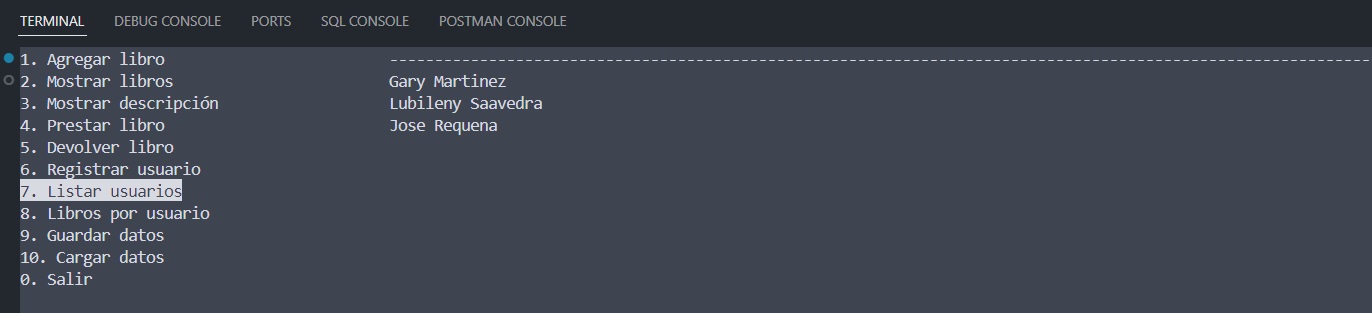 TERMINAL DEBUG CONSOLE PORTS SQL CONSOLE POSTMAN CONSOLE
1. Agregar libro
2. Mostrar libros
3. Mostrar descripción
4. Prestar libro
5. Devolver libro
6. Registrar usuario
7. Listar usuarios
8. Libros por usuario
9. Guardar datos
10. Cargar datos
0. Salir
-------------------------------------------------------------------------------------------------------------
Gary Martinez
Lubileny Saavedra
Jose Requena